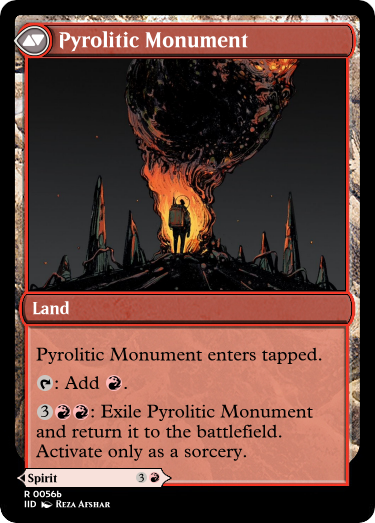 Pyrolitic Monument
Land
Pyrolitic Monument enters tapped.
: Add .
3: Exile Pyrolitic Monument
and return it to the battlefield.
Activate only as a sorcery.
Spirit 3
R 0056b
IID Reza Afshar